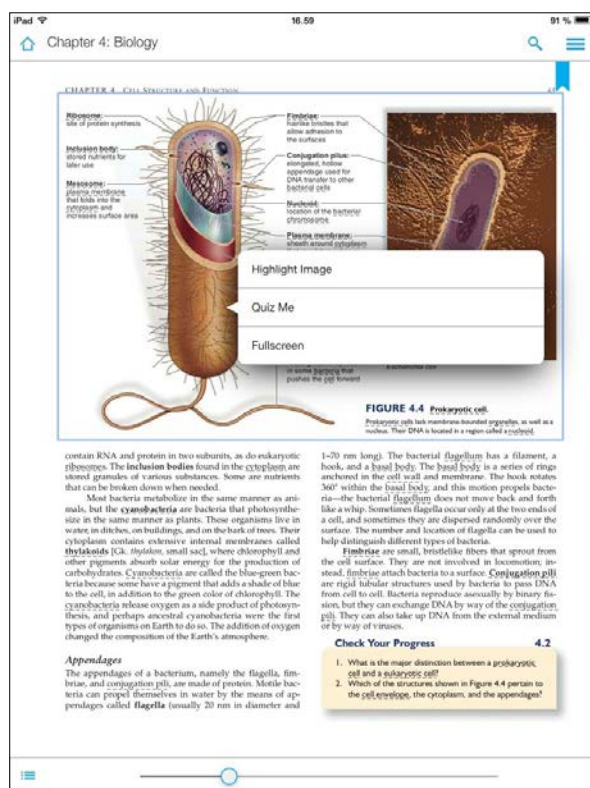 iPad
16.59
91 %
Chapter 4: Biology
CHAPTER 4 CELL STRUCTURE AND FUNCTION
Ribosome:
site of protein synthesis
Inclusion body:
stored nutrients for
later use
Mesosome:
plasma membrane
that folds into the
cytoplasm and
increases surface area
Fimbriae:
hairlike bristles that
allow adhesion to
the surfaces
Conjugation pilus:
elongated, hollow
appendage used for
DNA transfer to other
bacterial cells
Nucleoid:
location of the bacterial
chromosome
Plasma membrane:
sheath around cytoplasm
Highlight Image
Quiz Me
Fullscreen
in some bacteria that
pushes the cell forward
FIGURE 4.4 Prokaryotic cell.
Prokaryotic cells lack membrane-bounded organelles, as well as a
nucleus. Their DNA is located in a region called a nucleoid.
contain RNA and protein in two subunits, as do eukaryotic
ribosomes. The inclusion bodies found in the cytoplasm are
stored granules of various substances. Some are nutrients
that can be broken down when needed.
Most bacteria metabolize in the same manner as ani-
mals, but the cyanobacteria are bacteria that photosynthe-
size in the same manner as plants. These organisms live in
water, in ditches, on buildings, and on the bark of trees. Their
cytoplasm contains extensive internal membranes called
thylakoids [Gk. thylakon, small sac], where chlorophyll and
other pigments absorb solar energy for the production of
carbohydrates. Cyanobacteria are called the blue-green bac-
teria because some have a pigment that adds a shade of blue
to the cell, in addition to the green color of chlorophyll. The
cyanobacteria release oxygen as a side product of photosyn-
thesis, and perhaps ancestral cyanobacteria were the first
types of organisms on Earth to do so. The addition of oxygen
changed the composition of the Earth's atmosphere.
Appendages
The appendages of a bacterium, namely the flagella, fim-
briae, and conjugation pili, are made of protein. Motile bac-
teria can propel themselves in water by the means of ap-
pendages called flagella (usually 20 nm in diameter and
1–70 nm long). The bacterial flagellum has a filament, a
hook, and a basal body. The basal body is a series of rings
anchored in the cell wall and membrane. The hook rotates
360° within the basal body, and this motion propels bacte-
ria—the bacterial flagellum does not move back and forth
like a whip. Sometimes flagella occur only at the two ends of
a cell, and sometimes they are dispersed randomly over the
surface. The number and location of flagella can be used to
help distinguish different types of bacteria.
Fimbriae are small, bristlelike fibers that sprout from
the cell surface. They are not involved in locomotion; in-
stead, fimbriae attach bacteria to a surface. Conjugation pili
are rigid tubular structures used by bacteria to pass DNA
from cell to cell. Bacteria reproduce asexually by binary fis-
sion, but they can exchange DNA by way of the conjugation
pili. They can also take up DNA from the external medium
or by way of viruses.
Check Your Progress 4.2
1. What is the major distinction between a prokaryotic
cell and a eukaryotic cell?
2. Which of the structures shown in Figure 4.4 pertain to
the cell envelope, the cytoplasm, and the appendages?